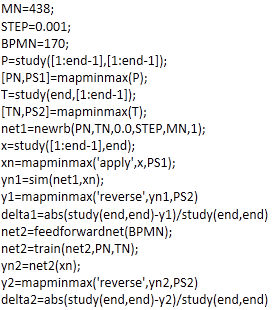 MN=438;
STEP=0.001;
BPMN=170;
P=study([1:end-1],[1:end-1]);
[PN,PS1]=mapminmax(P);
T=study(end,[1:end-1]);
[TN,PS2]=mapminmax(T);
net1=newrb(PN,TN,0.0,STEP,MN,1);
x=study([1:end-1],end);
xn=mapminmax('apply',x,PS1);
yn1=sim(net1,xn);
y1=mapminmax('reverse',yn1,PS2)
delta1=abs(study(end,end)-y1)/study(end,end)
net2=feedforwardnet(BPMN);
net2=train(net2,PN,TN);
yn2=net2(xn);
y2=mapminmax('reverse',yn2,PS2)
delta2=abs(study(end,end)-y2)/study(end,end)